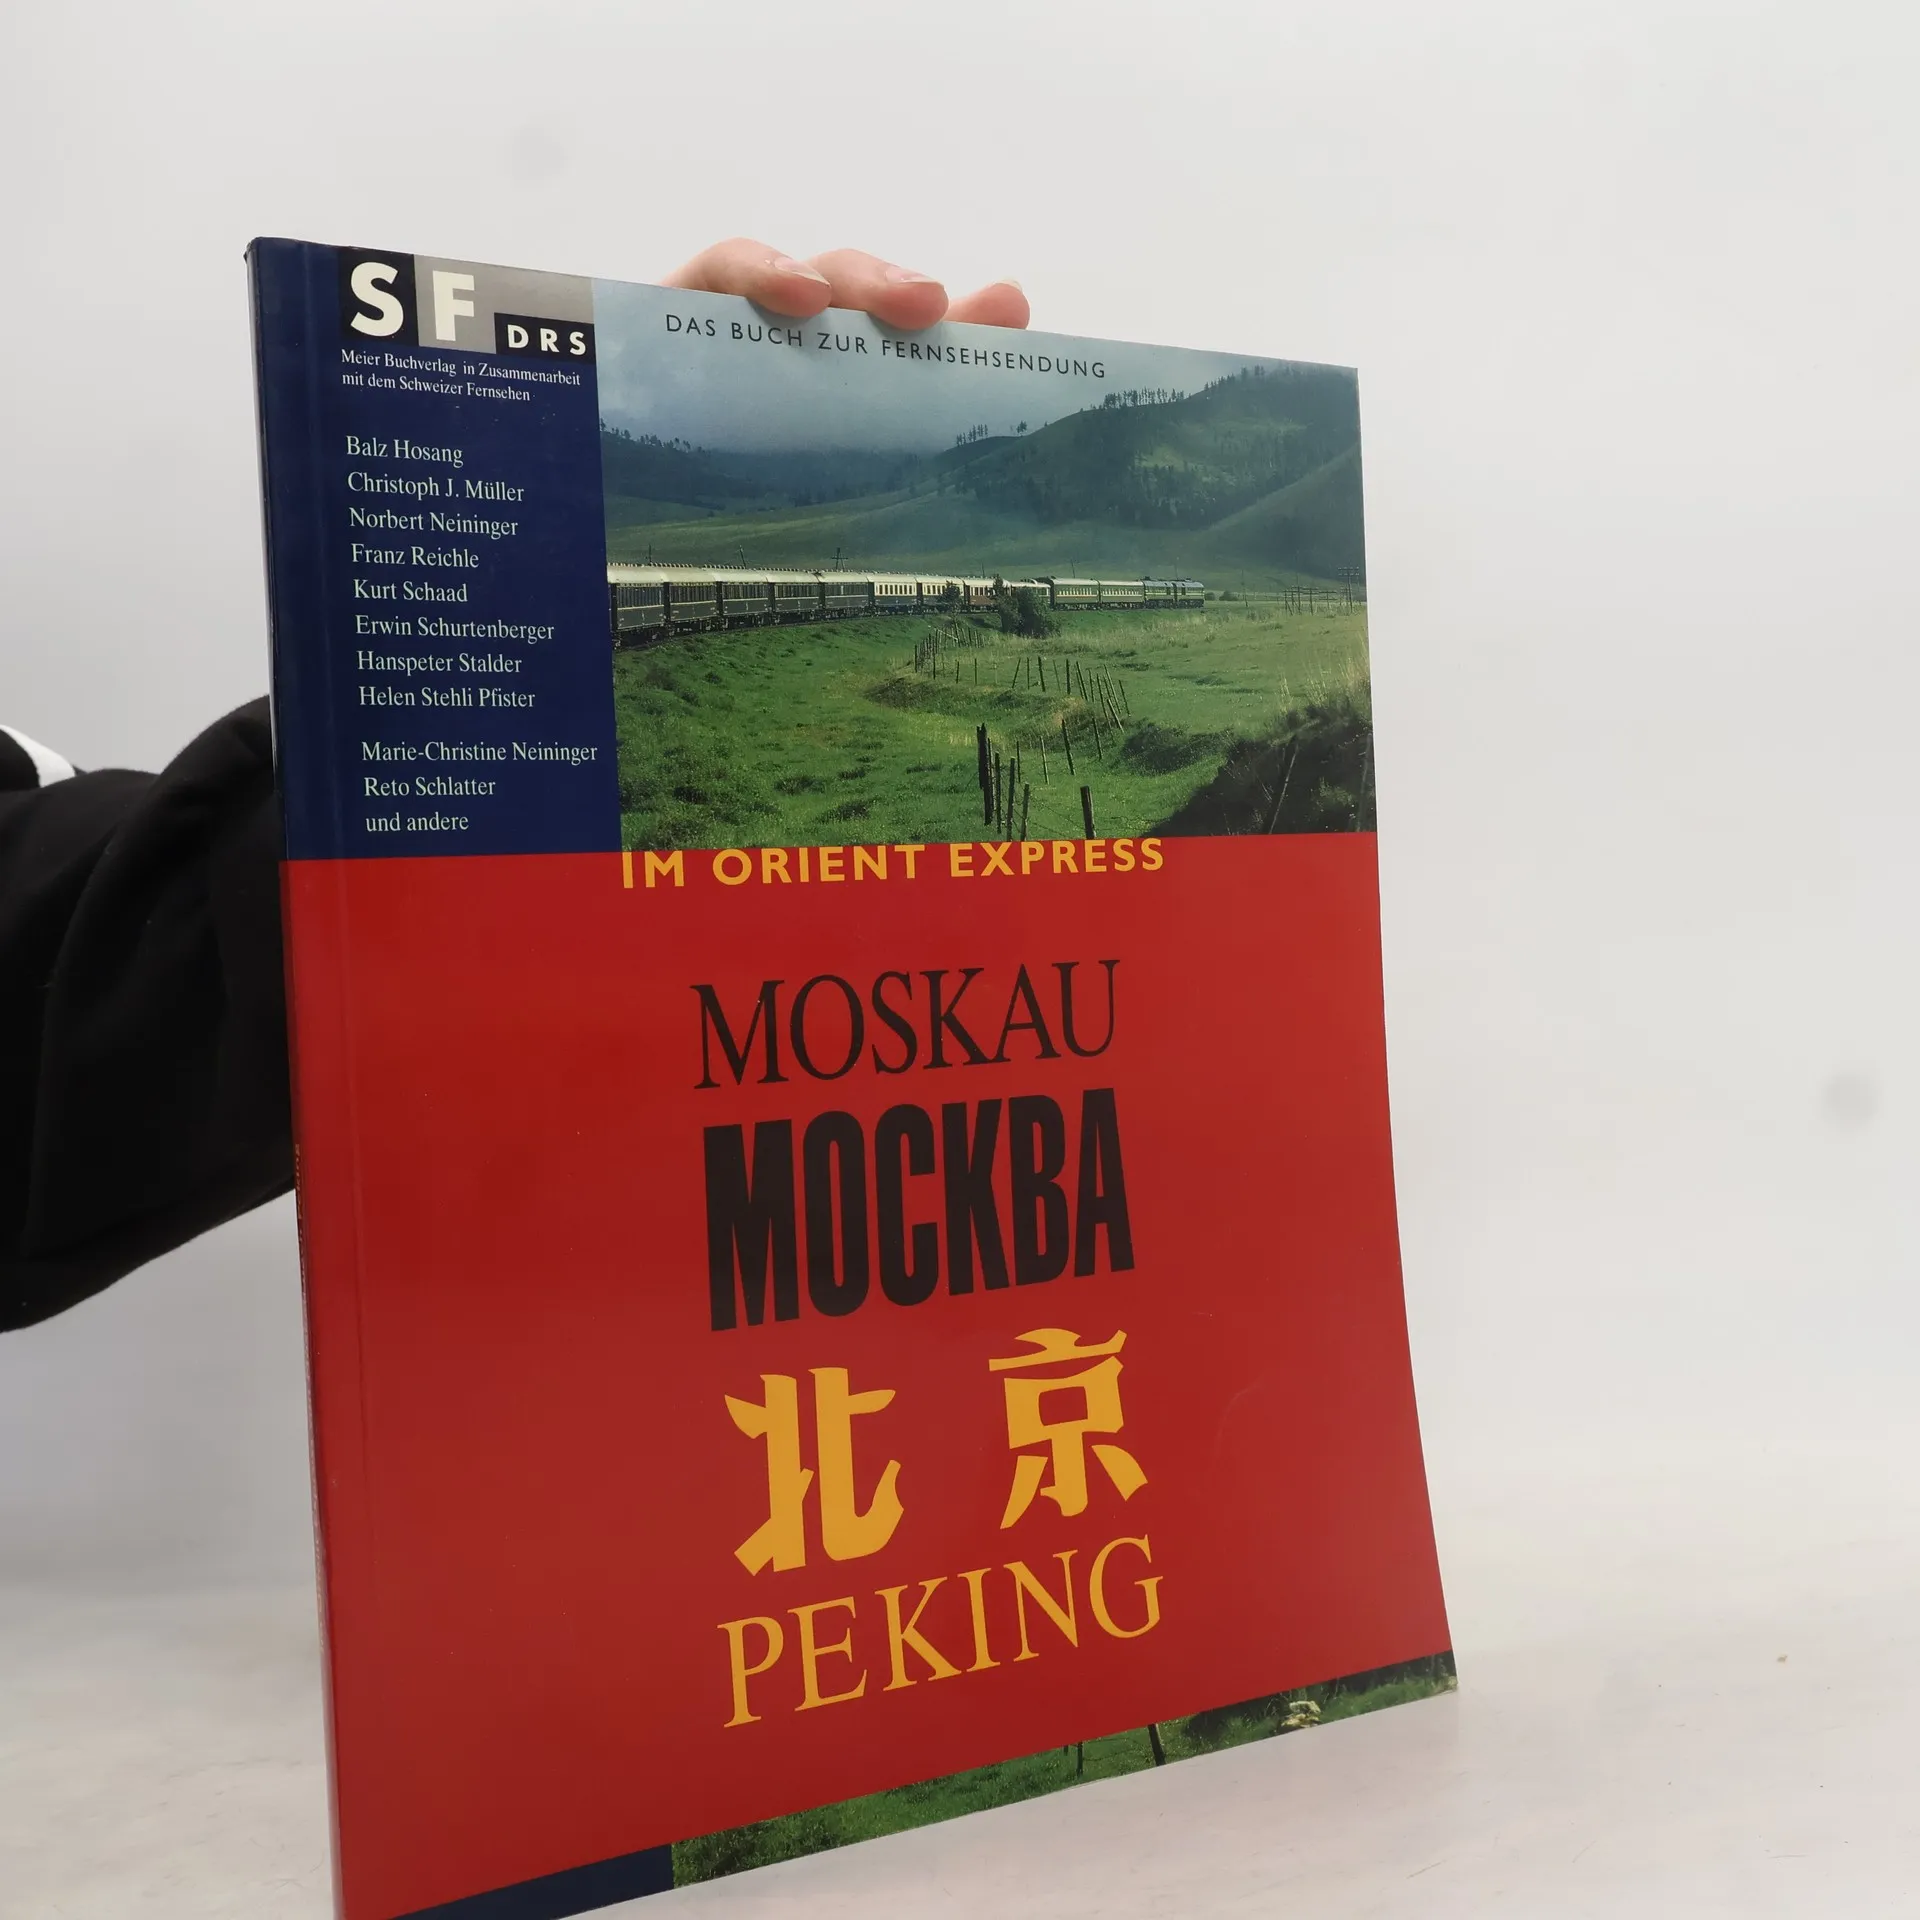 SF DRS
Meier Buchverlag in Zusammenarbeit
mit dem Schweizer Fernsehen
DAS BUCH ZUR FERNSEHSENDUNG
Balz Hosang
Christoph J. Müller
Norbert Neininger
Franz Reichle
Kurt Schaad
Erwin Schurtenberger
Hanspeter Stalder
Helen Stehli Pfister
Marie-Christine Neininger
Reto Schlatter
und andere
IM ORIENT EXPRESS
MOSKAU
МОСКВА
北京
PEKING